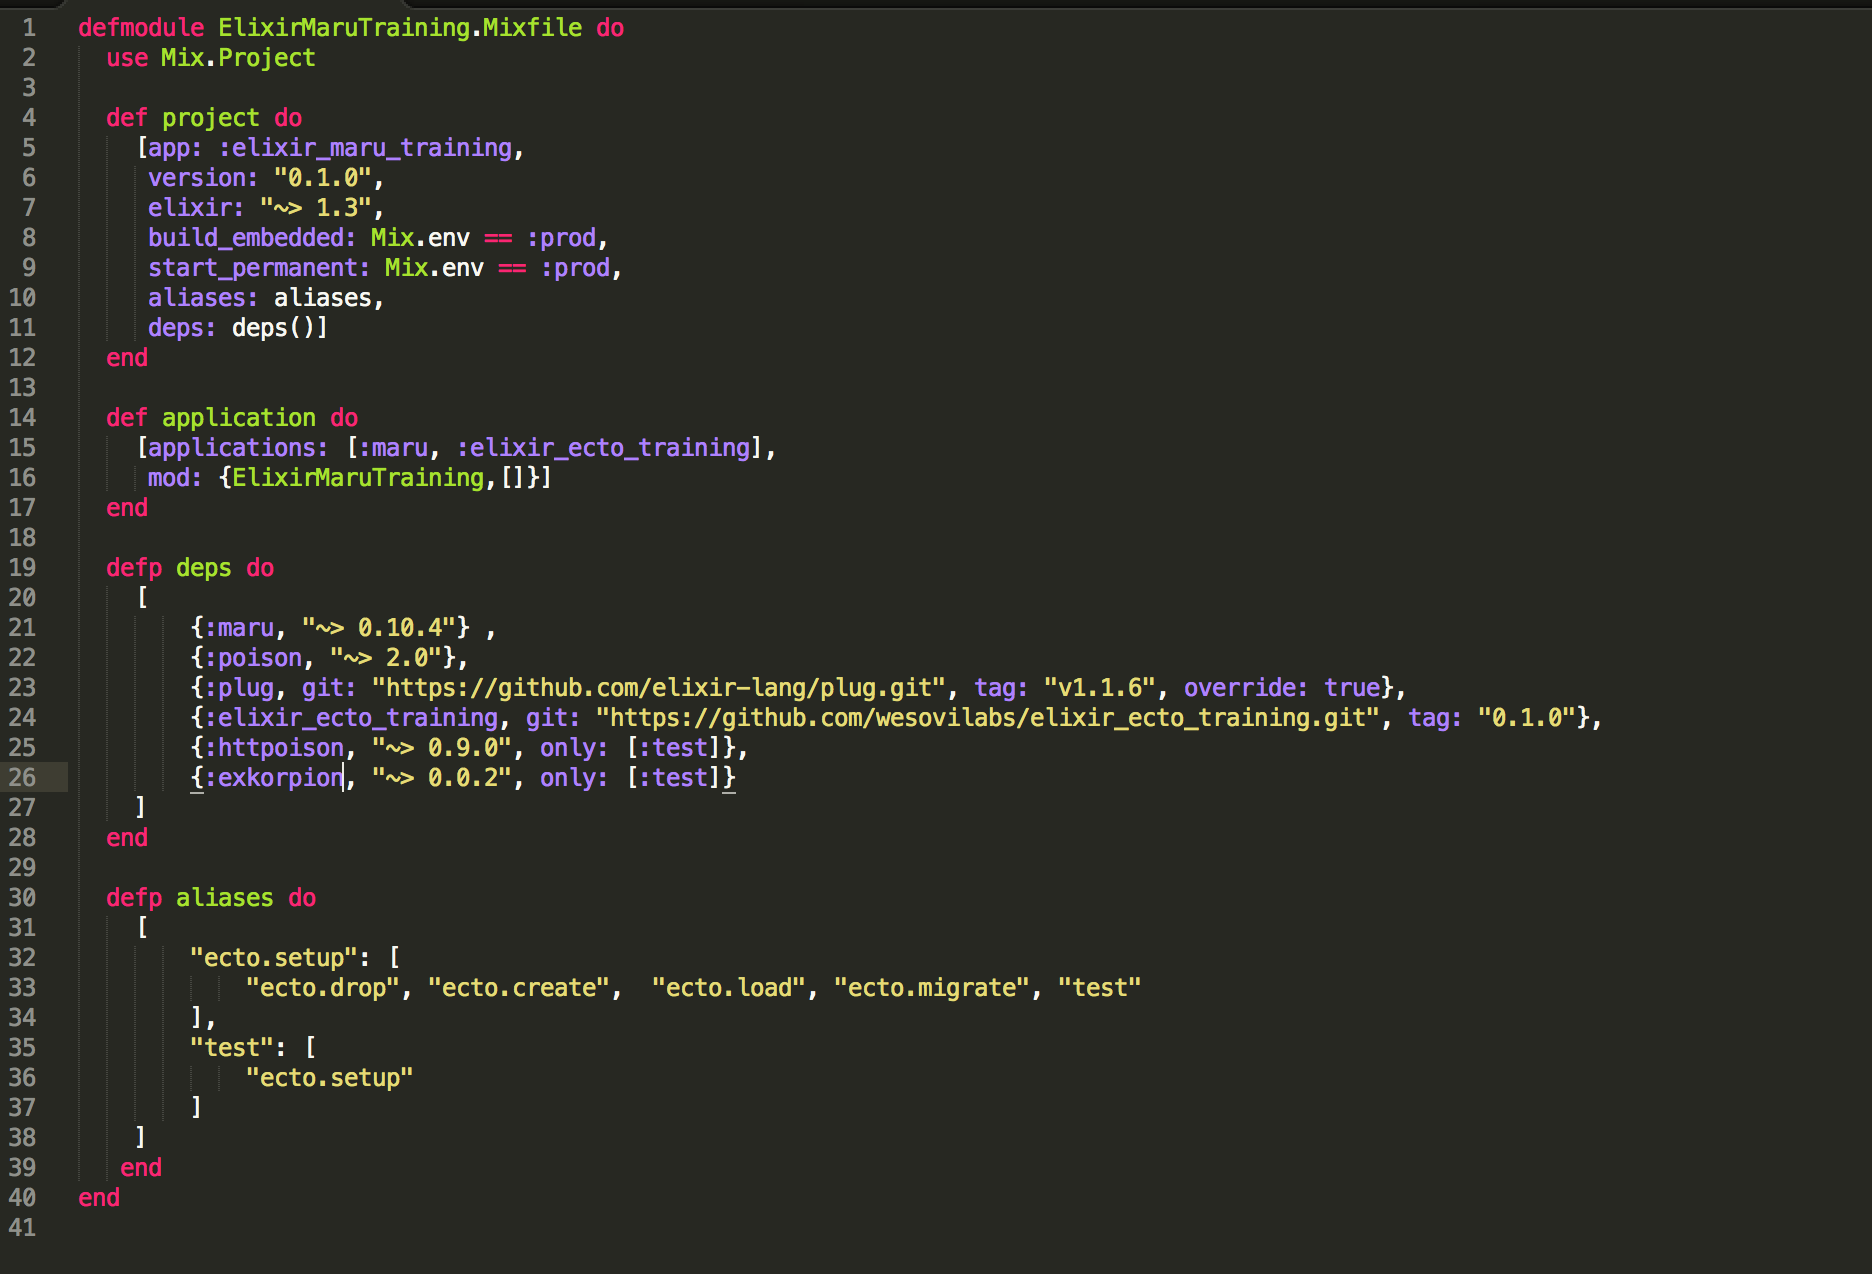 1 defmodule ElixirMaruTraining.Mixfile do
2 use Mix.Project
3
4 def project do
5 [app: :elixir_maru_training,
6 version: "0.1.0",
7 elixir: "~> 1.3",
8 build_embedded: Mix.env == :prod,
9 start_permanent: Mix.env == :prod,
10 aliases: aliases,
11 deps: deps()]
12 end
13
14 def application do
15 [applications: [:maru, :elixir_ecto_training],
16 mod: {ElixirMaruTraining,[]}]
17 end
18
19 defp deps do
20 [
21 {:maru, "~> 0.10.4"} ,
22 {:poison, "~> 2.0"},
23 {:plug, git: "https://github.com/elixir-lang/plug.git", tag: "v1.1.6", override: true},
24 {:elixir_ecto_training, git: "https://github.com/wesovilabs/elixir_ecto_training.git", tag: "0.1.0"},
25 {:httpoison, "~> 0.9.0", only: [:test]},
26 {:exkorpion, "~> 0.0.2", only: [:test]}
27 ]
28 end
29
30 defp aliases do
31 [
32 "ecto.setup": [
33 "ecto.drop", "ecto.create",  "ecto.load", "ecto.migrate", "test"
34 ],
35 "test": [
36 "ecto.setup"
37 ]
38 ]
39 end
40 end
41